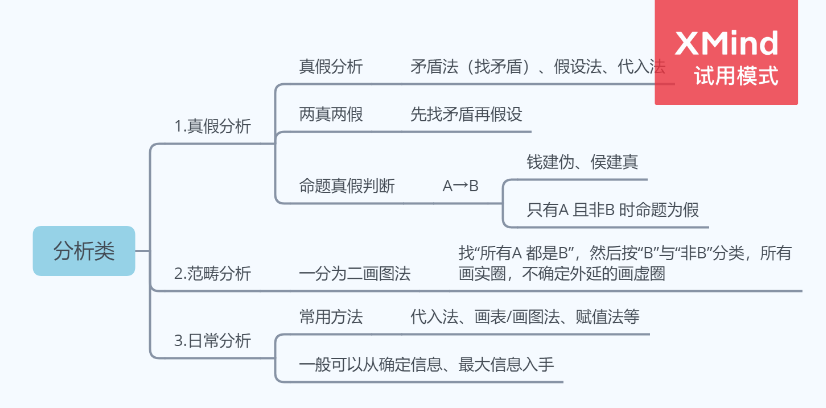 XMind
试用模式
真假分析
矛盾法（找矛盾）、假设法、代入法
两真两假
先找矛盾再假设
1.真假分析
命题真假判断
A→B
钱建伪、侯建真
只有A 且非B 时命题为假
分析类
2.范畴分析
一分为二画图法
找“所有A 都是B”，然后按“B”与“非B”分类，所有
画实圈，不确定外延的画虚圈
3.日常分析
常用方法
代入法、画表/画图法、赋值法等
一般可以从确定信息、最大信息入手